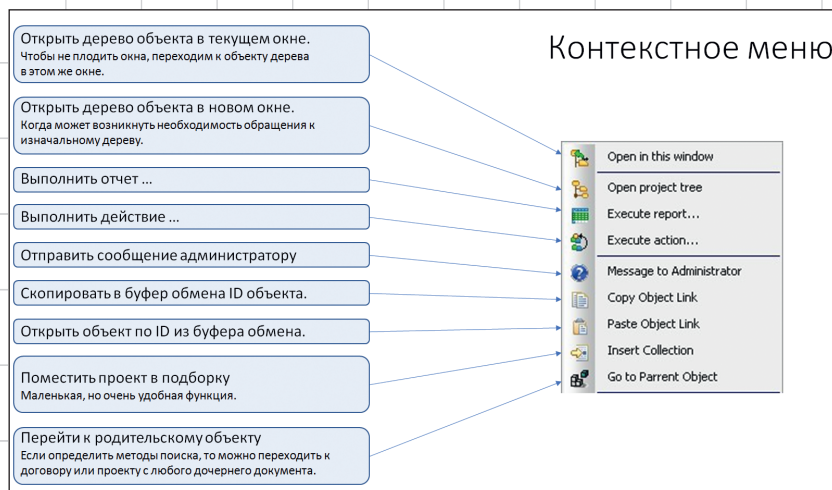 Контекстное меню
Открыть дерево объекта в текущем окне.
Чтобы не плодить окна, переходим к объекту дерева
в этом же окне.
Открыть дерево объекта в новом окне.
Когда может возникнуть необходимость обращения к
изначальному дереву.
Выполнить отчет ...
Выполнить действие ...
Отправить сообщение администратору
Скопировать в буфер обмена ID объекта.
Открыть объект по ID из буфера обмена.
Поместить проект в подборку
Маленькая, но очень удобная функция.
Перейти к родительскому объекту
Если определить методы поиска, то можно переходить к
договору или проекту с любого дочернего документа.
Open in this window
Open project tree
Execute report...
Execute action...
Message to Administrator
Copy Object Link
Paste Object Link
Insert Collection
Go to Parrent Object